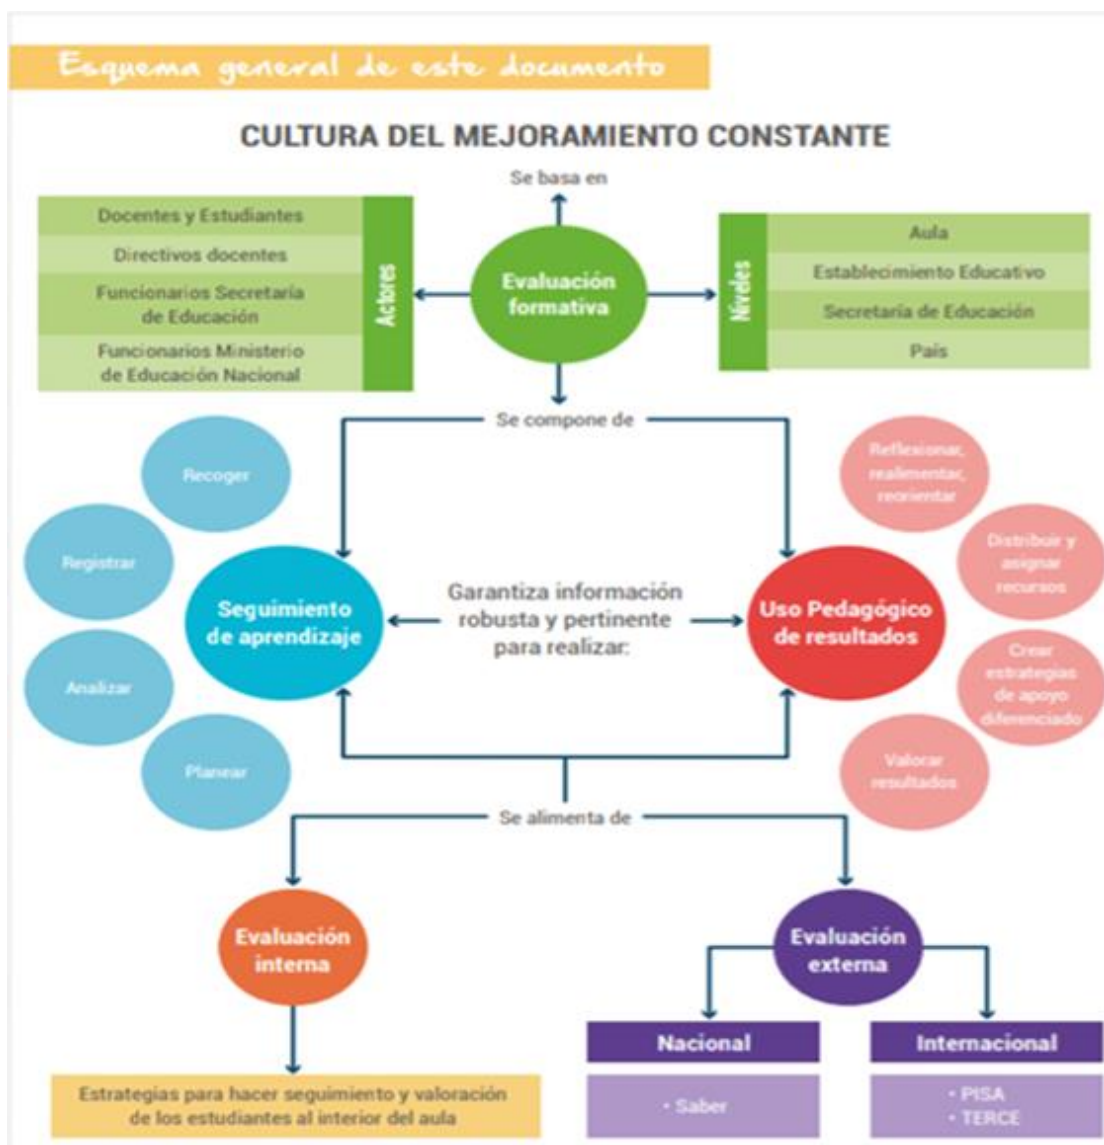 Esquema general de este documento
CULTURA DEL MEJORAMIENTO CONSTANTE
Se basa en
Docentes y Estudiantes
Directivos docentes
Funcionarios Secretaría
de Educación
Funcionarios Ministerio
de Educación Nacional
Actores
Evaluación
formativa
Niveles
Aula
Establecimiento Educativo
Secretaría de Educación
País
Se compone de
Recoger
Registrar
Analizar
Planear
Seguimiento
de aprendizaje
Garantiza información
robusta y pertinente
para realizar:
Uso Pedagógico
de resultados
Reflexionar,
realimentar,
reorientar
Distribuir y
asignar
recursos
Crear
estrategias
de apoyo
diferenciado
Valorar
resultados
Se alimenta de
Evaluación
interna
Estrategias para hacer seguimiento y valoración
de los estudiantes al interior del aula
Evaluación
externa
Nacional
• Saber
Internacional
• PISA
• TERCE